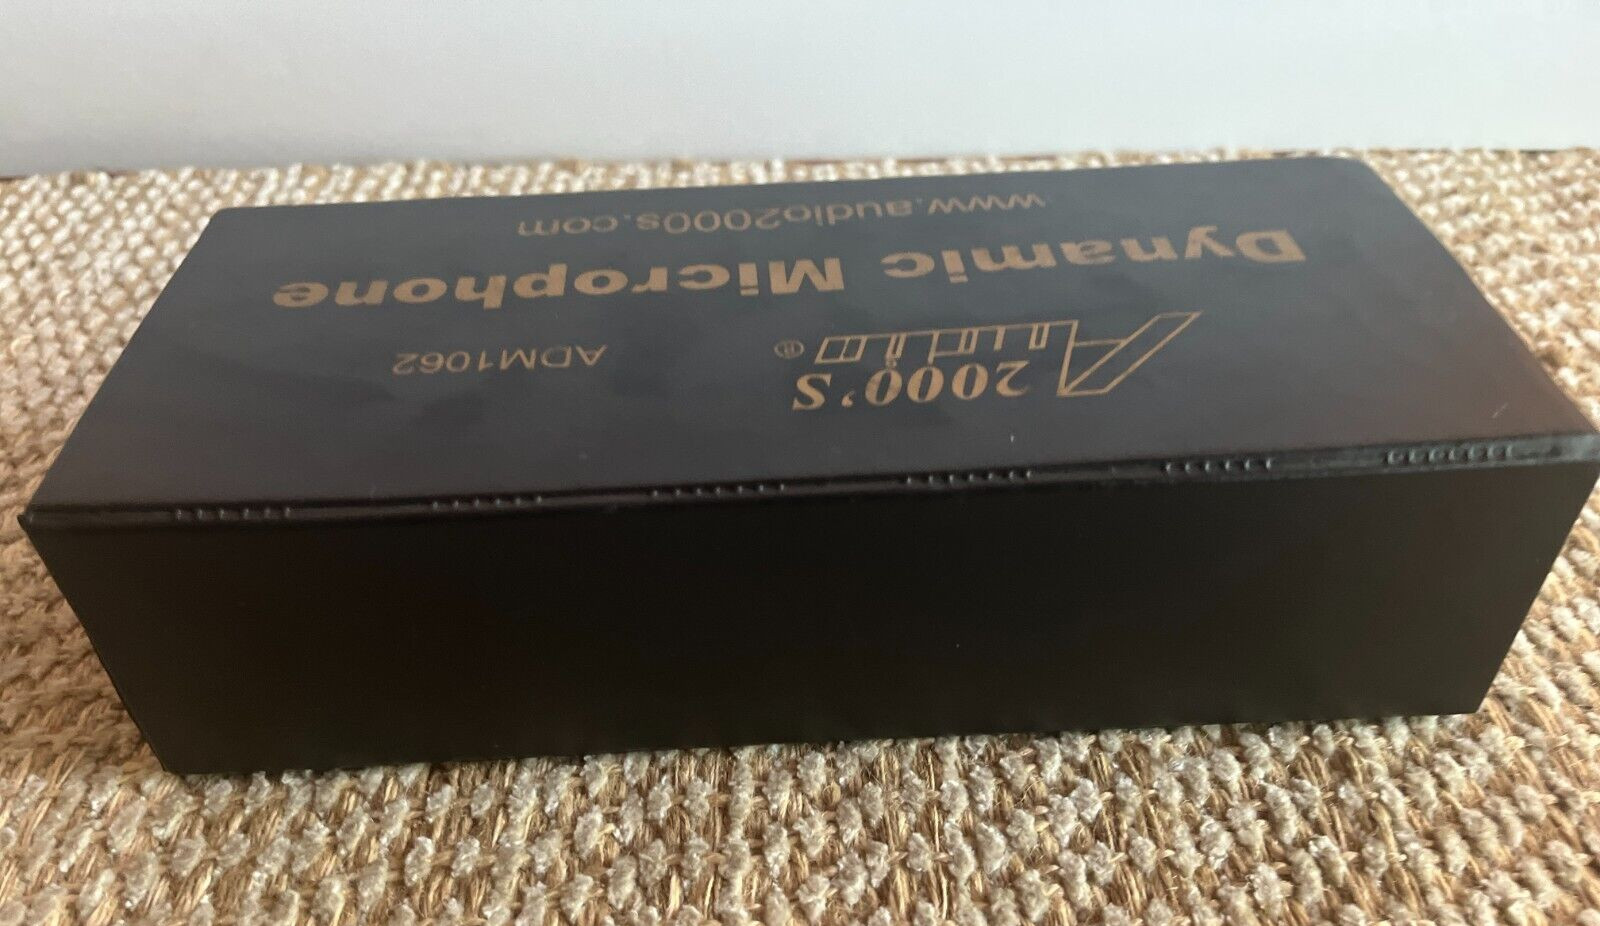 Audio ®
2000'S
ADM1062
Dynamic Microphone
www.audio2000s.com